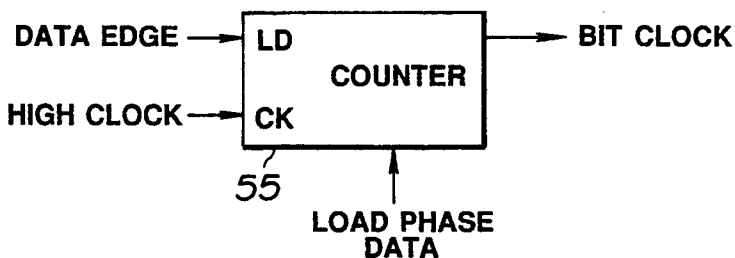 DATA EDGE
LD
BIT CLOCK
COUNTER
HIGH CLOCK
CK
55
LOAD PHASE
DATA